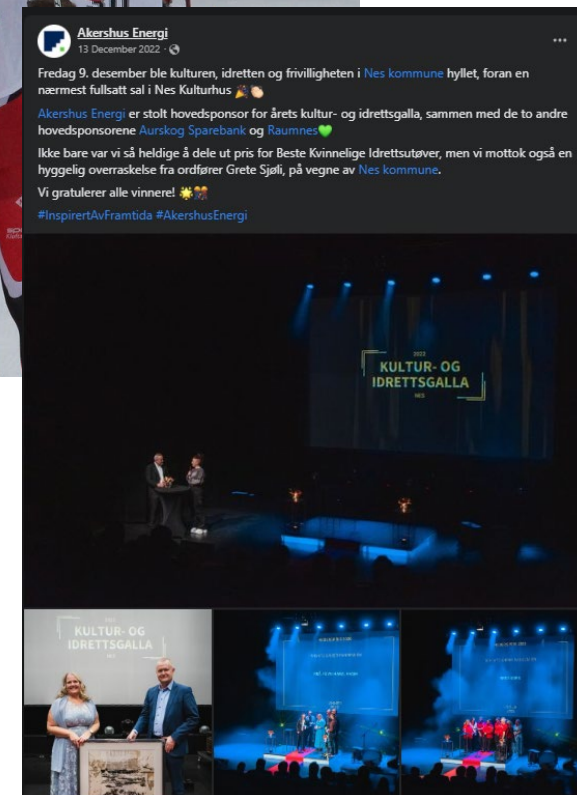 Akershus Energi
13 December 2022 ·
Fredag 9. desember ble kulturen, idretten og frivilligheten i Nes kommune hyllet, foran en
nærmest fullsatt sal i Nes Kulturhus 🎉👏🏻
Akershus Energi er stolt hovedsponsor for årets kultur- og idrettsgalla, sammen med de to andre
hovedsponsorene Aurskog Sparebank og Raumnes💚
Ikke bare var vi så heldige å dele ut pris for Beste Kvinnelige Idrettsutøver, men vi mottok også en
hyggelig overraskelse fra ordfører Grete Sjøli, på vegne av Nes kommune.
Vi gratulerer alle vinnere! 🌟🎊
#InspirertAvFramtida #AkershusEnergi
KULTUR- OG
IDRETTSGALLA
NES
KULTUR- OG
IDRETTSGALLA
NES